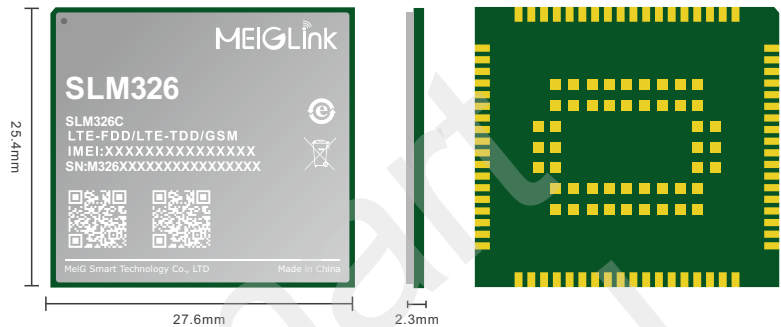 MEIGLink
SLM326
SLM326C
LTE-FDD/LTE-TDD/GSM
IMEI:XXXXXXXXXXXXXXX
SN:M326XXXXXXXXXXXXXXXX
MeiG Smart Technology Co., LTD
Made in China
25.4mm
27.6mm
2.3mm